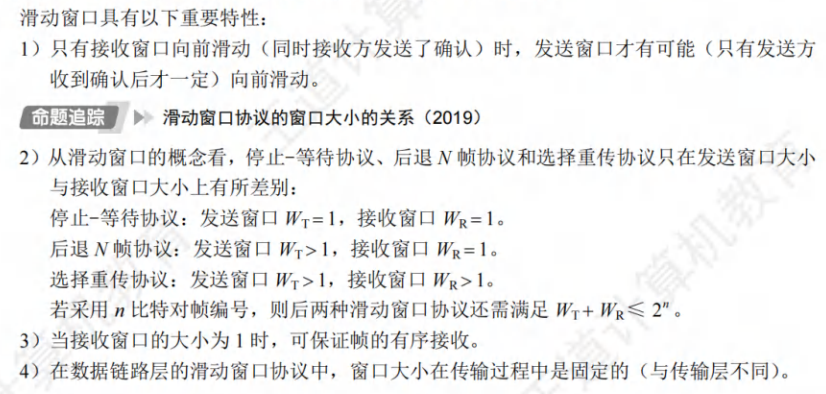 滑动窗口具有以下重要特性:
1)只有接收窗口向前滑动(同时接收方发送了确认)时,发送窗口才有可能(只有发送方
收到确认后才一定)向前滑动。
命题追踪 滑动窗口协议的窗口大小的关系(2019)
2)从滑动窗口的概念看,停止-等待协议、后退 N 帧协议和选择重传协议只在发送窗口大小
与接收窗口大小上有所差别:
停止-等待协议:发送窗口 W_T=1,接收窗口 W_R=1。
后退 N 帧协议:发送窗口 W_T>1,接收窗口 W_R=1。
选择重传协议:发送窗口 W_T>1,接收窗口 W_R>1。
若采用 n 比特对帧编号,则后两种滑动窗口协议还需满足 W_T+ W_R≤ 2ⁿ。
3)当接收窗口的大小为 1 时,可保证帧的有序接收。
4)在数据链路层的滑动窗口协议中,窗口大小在传输过程中是固定的(与传输层不同)。
王道计算机教育